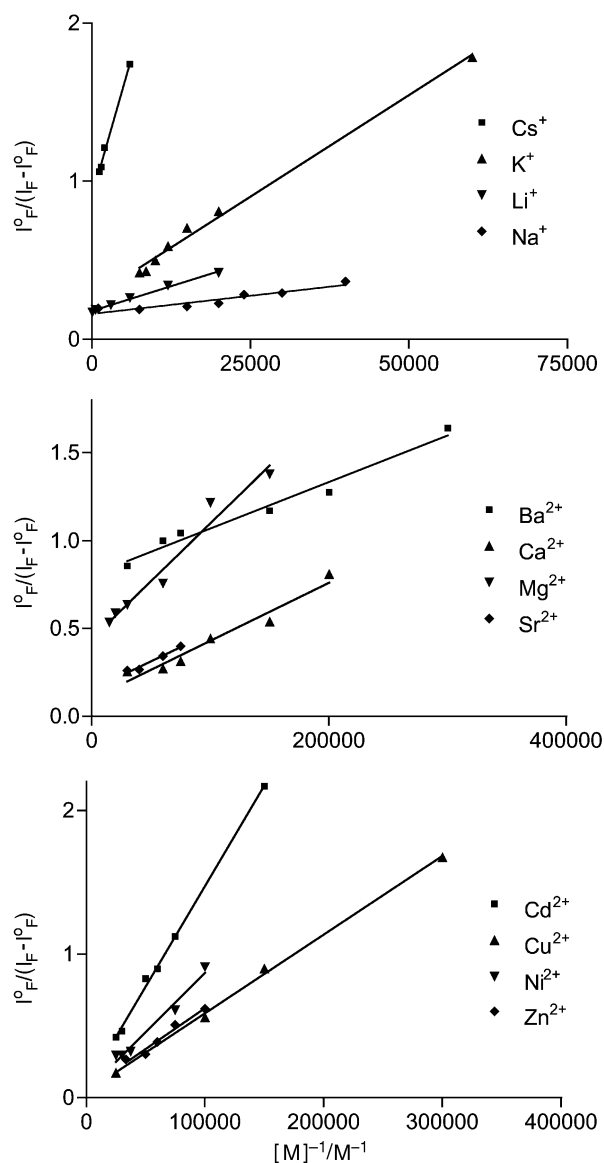 2
1
0
I°F/(IF-I°F)
Cs+
K+
Li+
Na+
0 25000 50000 75000
1.5
1.0
0.5
0.0
I°F/(IF-I°F)
Ba2+
Ca2+
Mg2+
Sr2+
0 200000 400000
2
1
0
I°F/(IF-I°F)
Cd2+
Cu2+
Ni2+
Zn2+
0 100000 200000 300000 400000
[M]−1/M−1